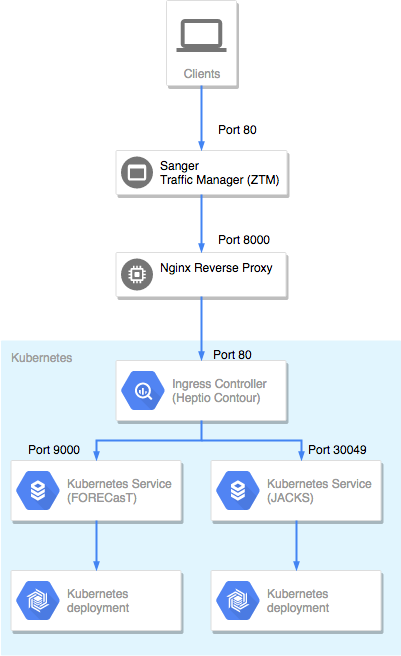 Clients
Port 80
Sanger
Traffic Manager (ZTM)
Port 8000
Nginx Reverse Proxy
Kubernetes
Port 80
Ingress Controller
(Heptio Contour)
Port 9000
Port 30049
Kubernetes Service
(FORECasT)
Kubernetes Service
(JACKS)
Kubernetes
deployment
Kubernetes
deployment